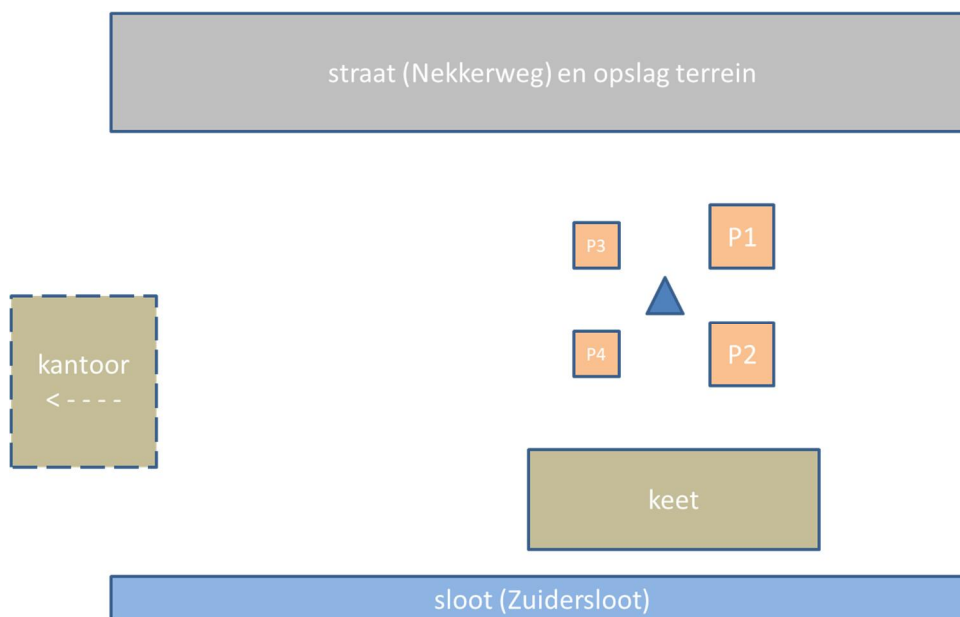 straat (Nekkerweg) en opslag terrein
P3
P1
kantoor
< - - - -
P4
P2
keet
sloot (Zuidersloot)